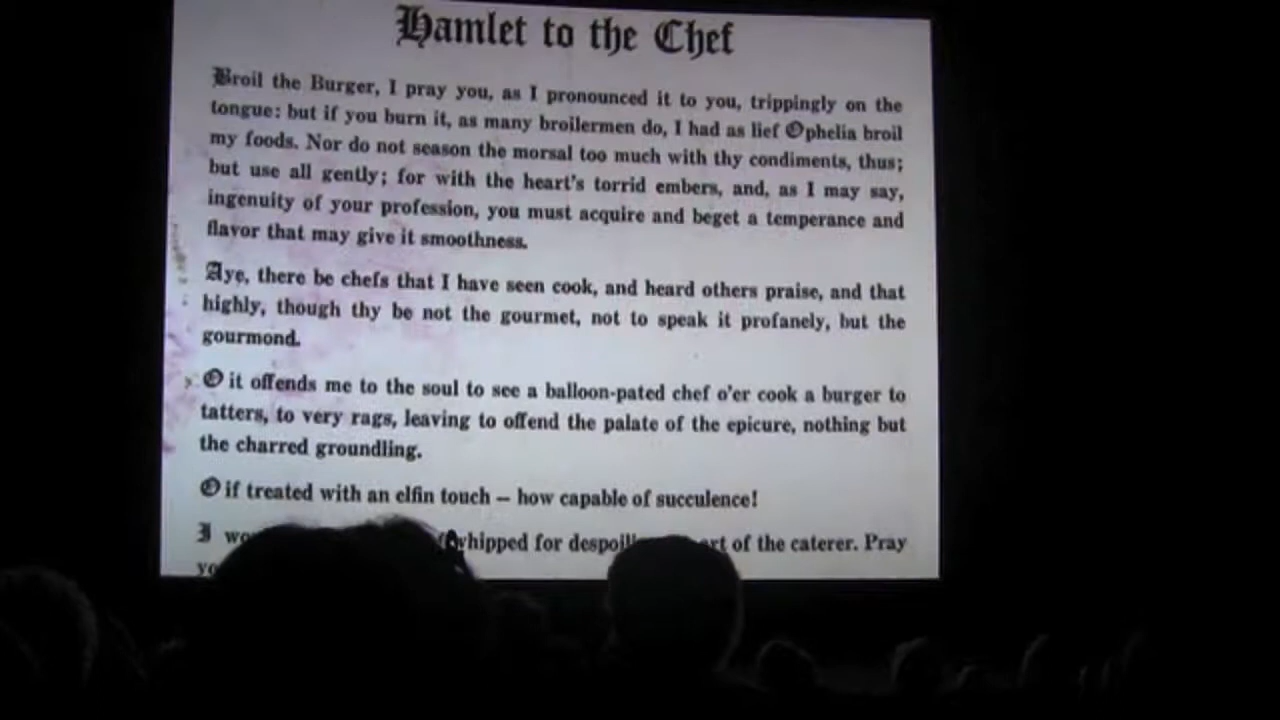 Hamlet to the Chef
Broil the Burger, I pray you, as I pronounced it to you, trippingly on the
tongue: but if you burn it, as many broilermen do, I had as lief Ophelia broil
my foods. Nor do not season the morsal too much with thy condiments, thus;
but use all gently; for with the heart's torrid embers, and, as I may say,
ingenuity of your profession, you must acquire and beget a temperance and
flavor that may give it smoothness.
Aye, there be chefs that I have seen cook, and heard others praise, and that
highly, though thy be not the gourmet, not to speak it profanely, but the
gourmond.
O it offends me to the soul to see a balloon-pated chef o'er cook a burger to
tatters, to very rags, leaving to offend the palate of the epicure, nothing but
the charred groundling.
O if treated with an elfin touch – how capable of succulence!
I whipped for of the caterer. Pray